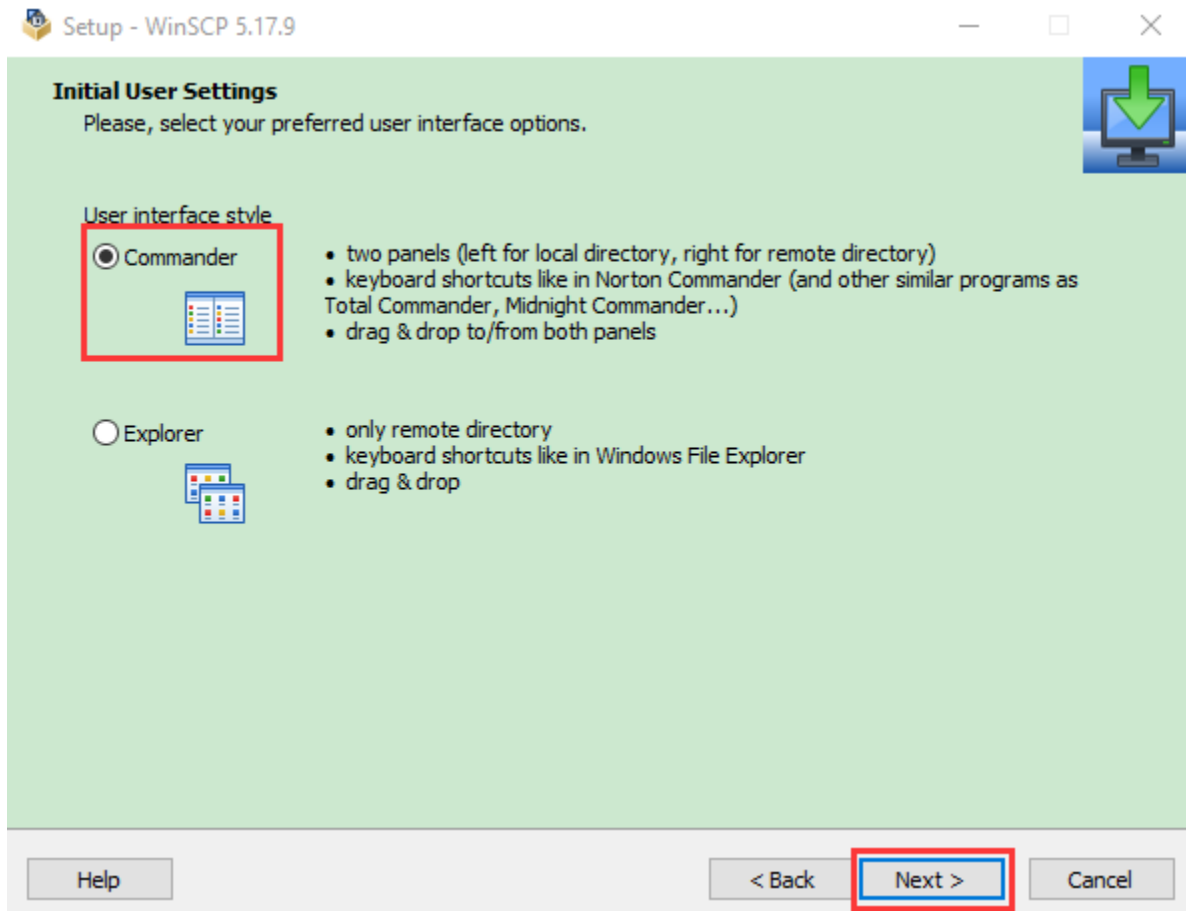 Setup - WinSCP 5.17.9
Initial User Settings
Please, select your preferred user interface options.
User interface style
Commander
• two panels (left for local directory, right for remote directory)
• keyboard shortcuts like in Norton Commander (and other similar programs as
Total Commander, Midnight Commander...)
• drag & drop to/from both panels
Explorer
• only remote directory
• keyboard shortcuts like in Windows File Explorer
• drag & drop
Help
< Back
Next >
Cancel